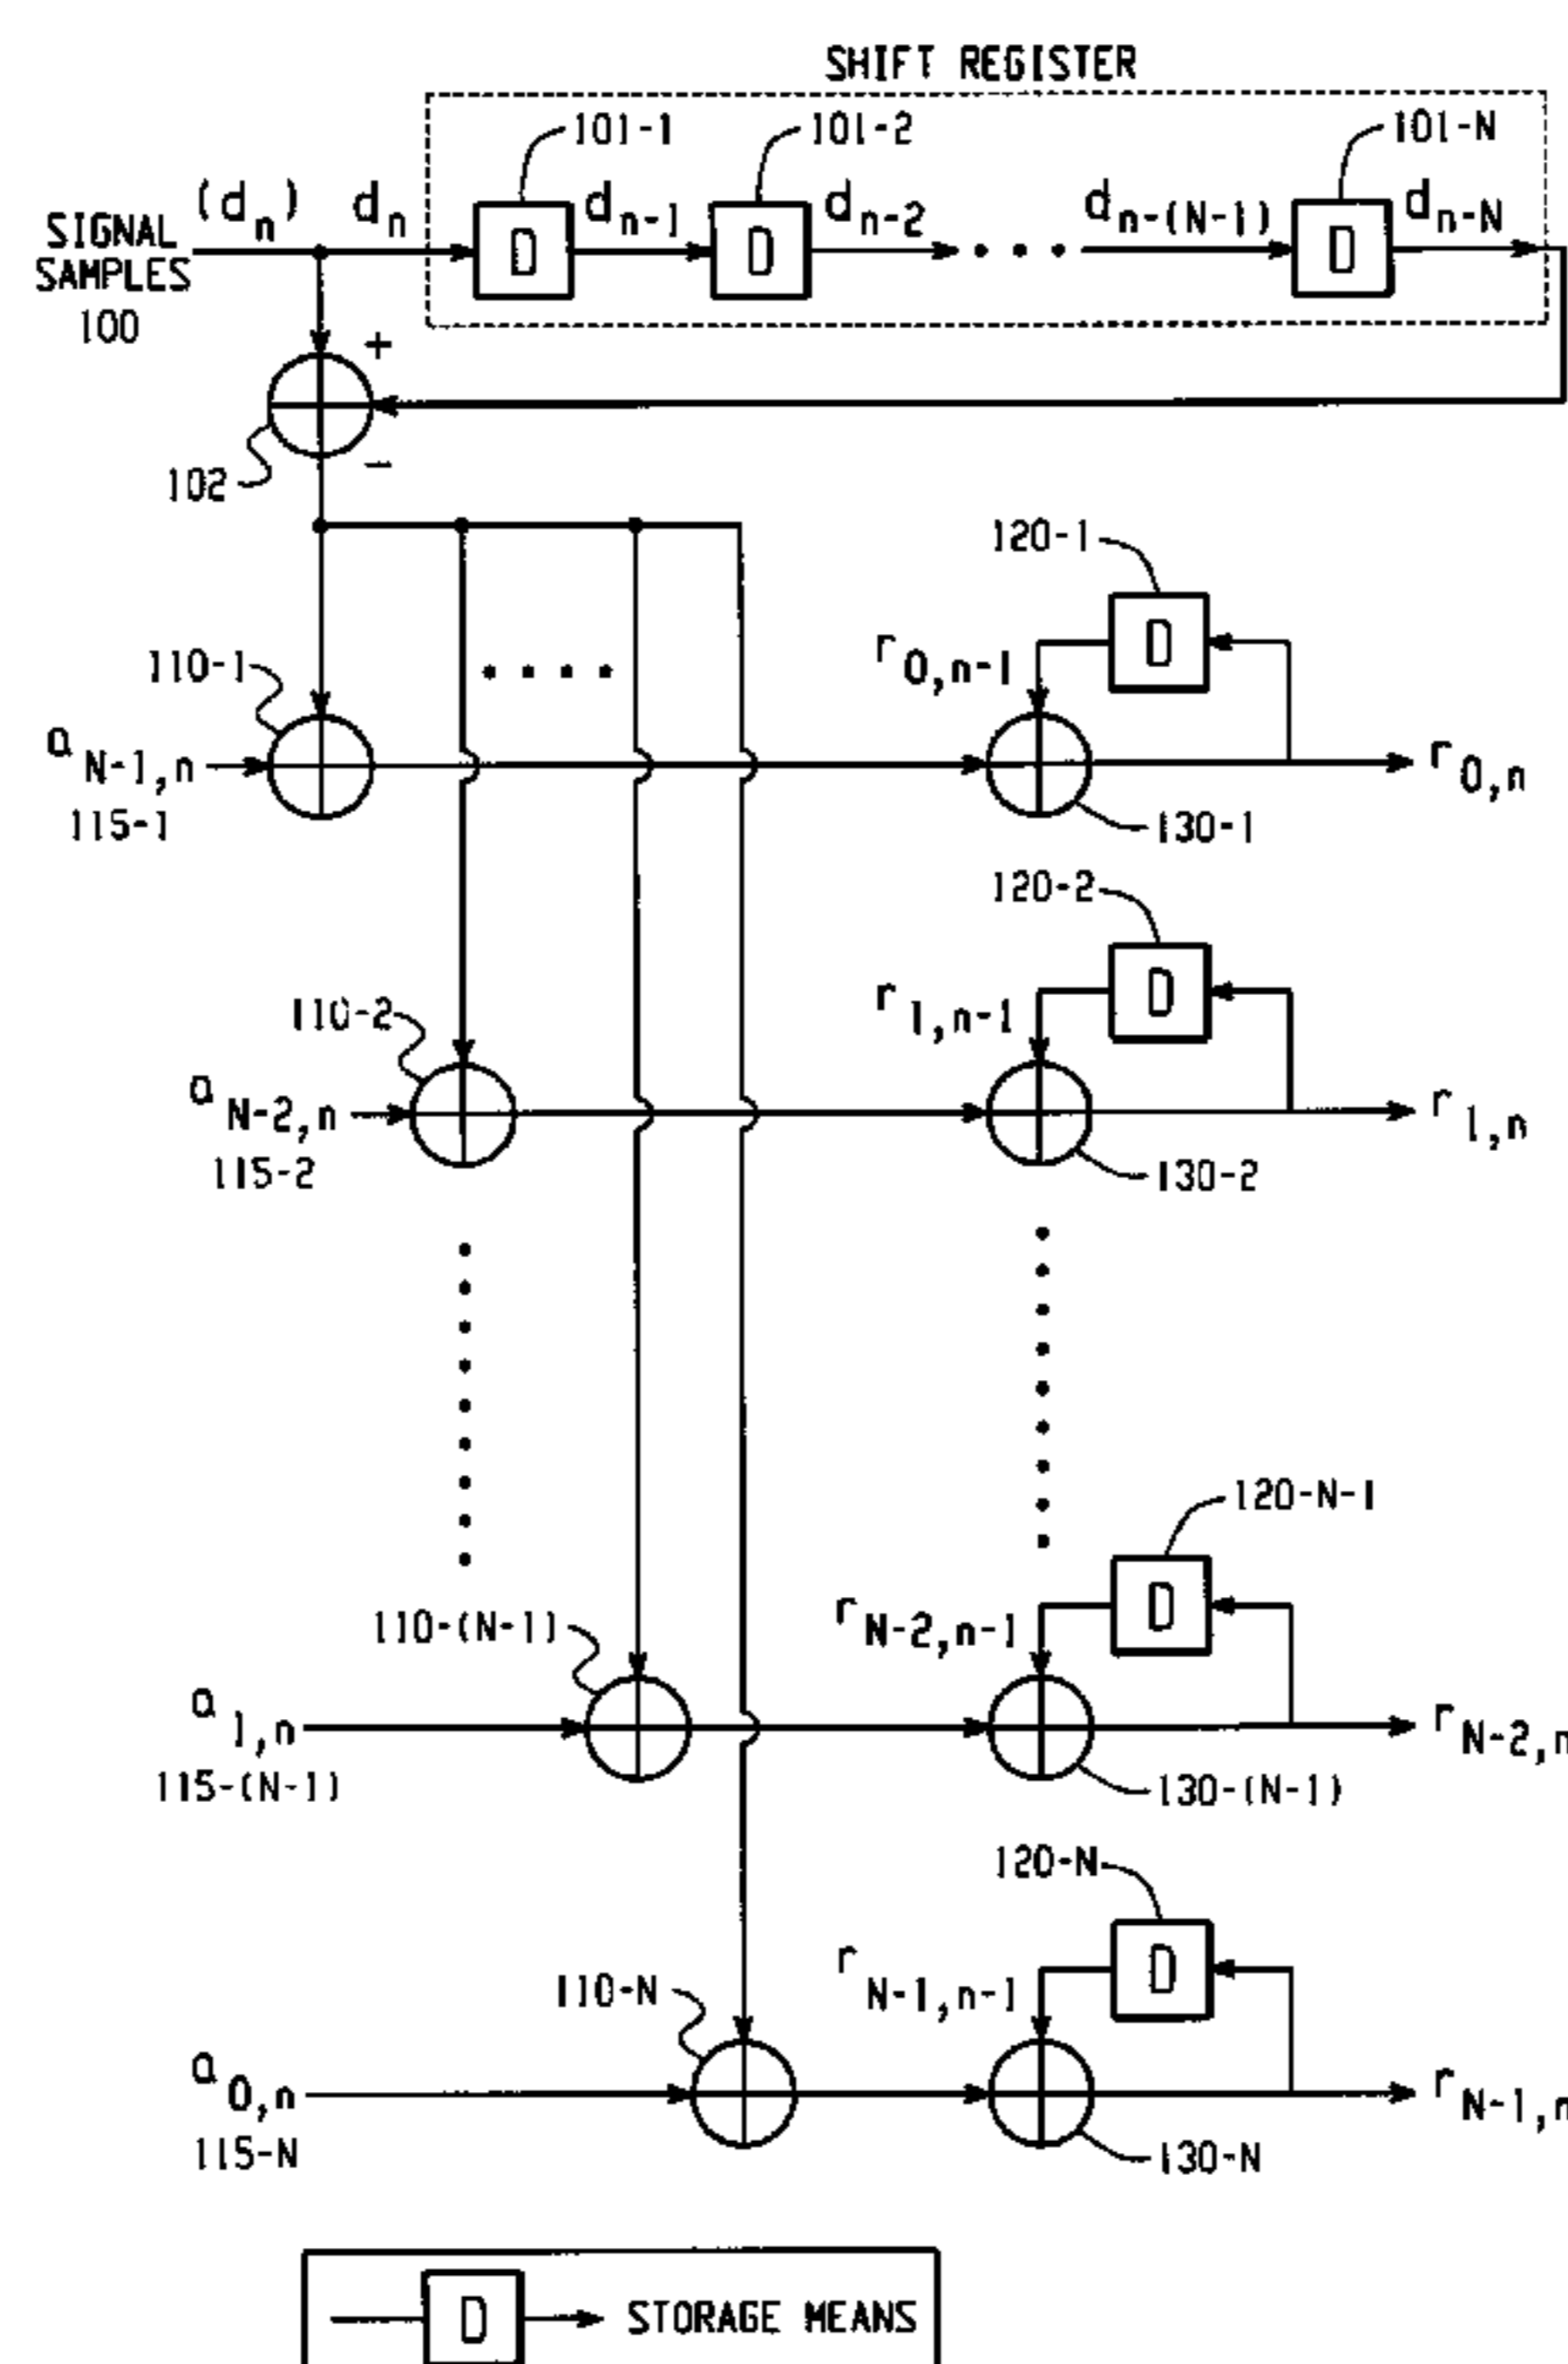 SHIFT REGISTER
101-1
101-2
101-N
(dn) dn
D
dn-1
D
dn-2
dn-(N-1)
D
dn-N
SIGNAL
SAMPLES
100
+
102
-
120-1
D
110-1
r0,n-1
aN-1,n
115-1
r0,n
130-1
120-2
D
110-2
r1,n-1
aN-2,n
115-2
r1,n
130-2
120-N-1
D
110-(N-1)
rN-2,n-1
a1,n
115-(N-1)
rN-2,n
130-(N-1)
120-N
D
110-N
rN-1,n-1
a0,n
115-N
rN-1,n
130-N
D STORAGE MEANS